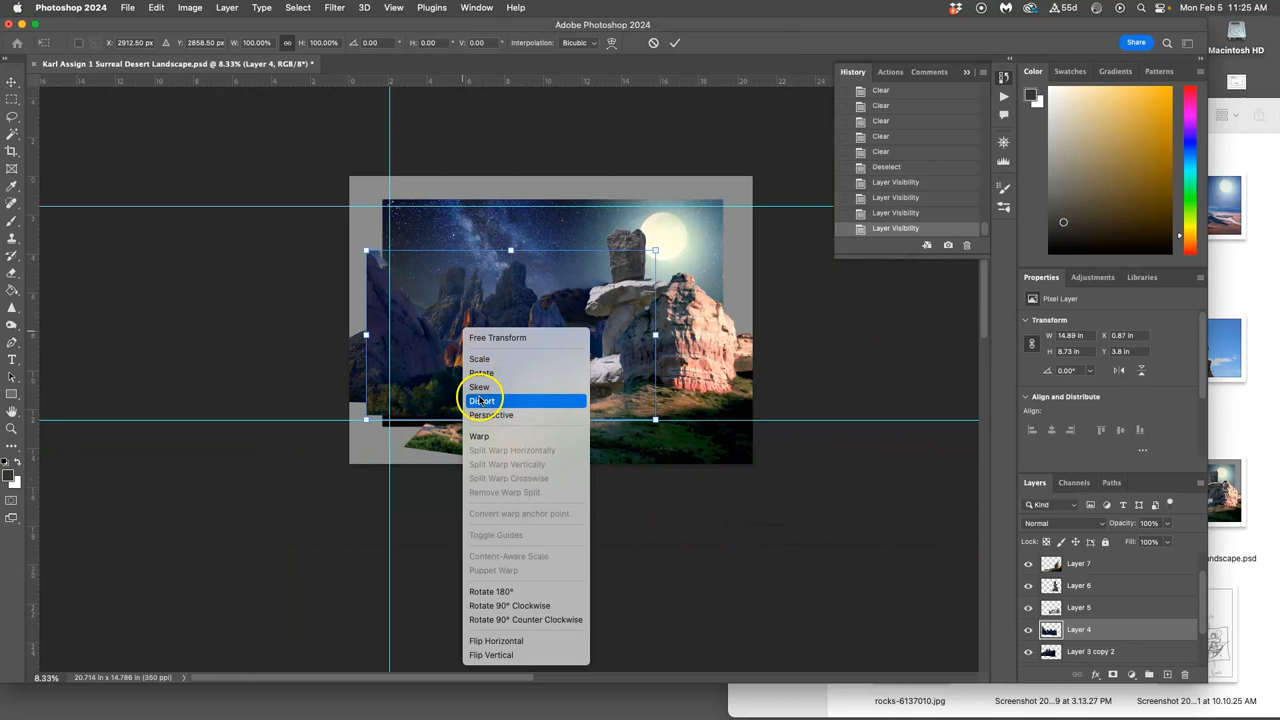 Photoshop 2024 File Edit Image Layer Type Select Filter 3D View Plugins Window Help 55d Mon Feb 5 11:25 AM
Adobe Photoshop 2024
X: 2912.50 px Y: 2858.50 px W: 100.00% H: 100.00% 0.00 ° H: 0.00 ° V: 0.00 ° Interpolation: Bicubic Share
Karl Assign 1 Surreal Desert Landscape.psd @ 8.33% (Layer 4, RGB/8*) *
Macintosh HD
History Actions Comments
Clear
Clear
Clear
Clear
Clear
Deselect
Layer Visibility
Layer Visibility
Layer Visibility
Layer Visibility
Color Swatches Gradients Patterns
Properties Adjustments Libraries
Pixel Layer
Transform
W 14.89 in X 0.87 in
H 8.73 in Y 3.8 in
0.00°
Align and Distribute
Align:
Layers Channels Paths
Kind
Normal Opacity: 100%
Lock: Fill: 100%
Layer 7
Layer 6
Layer 5
Layer 4
Layer 3 copy 2
Free Transform
Scale
Rotate
Skew
Distort
Perspective
Warp
Split Warp Horizontally
Split Warp Vertically
Split Warp Crosswise
Remove Warp Split
Convert warp anchor point
Toggle Guides
Content-Aware Scale
Puppet Warp
Rotate 180°
Rotate 90° Clockwise
Rotate 90° Counter Clockwise
Flip Horizontal
Flip Vertical
8.33% 20.714 in x 14.786 in (350 ppi)
andscape.psd
rocks-6137010.jpg Screenshot 20...9 at 3.13.27 PM Screenshot 20...1 at 10.10.25 AM